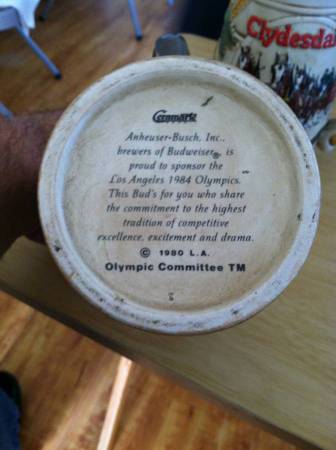 Clydesdal
Ceramarte
Anheuser-Busch, Inc.,
brewers of Budweiser®, is
proud to sponsor the
Los Angeles 1984 Olympics.
This Bud's for you who share
the commitment to the highest
tradition of competitive
excellence, excitement and drama.
© 1980 L.A.
Olympic Committee TM